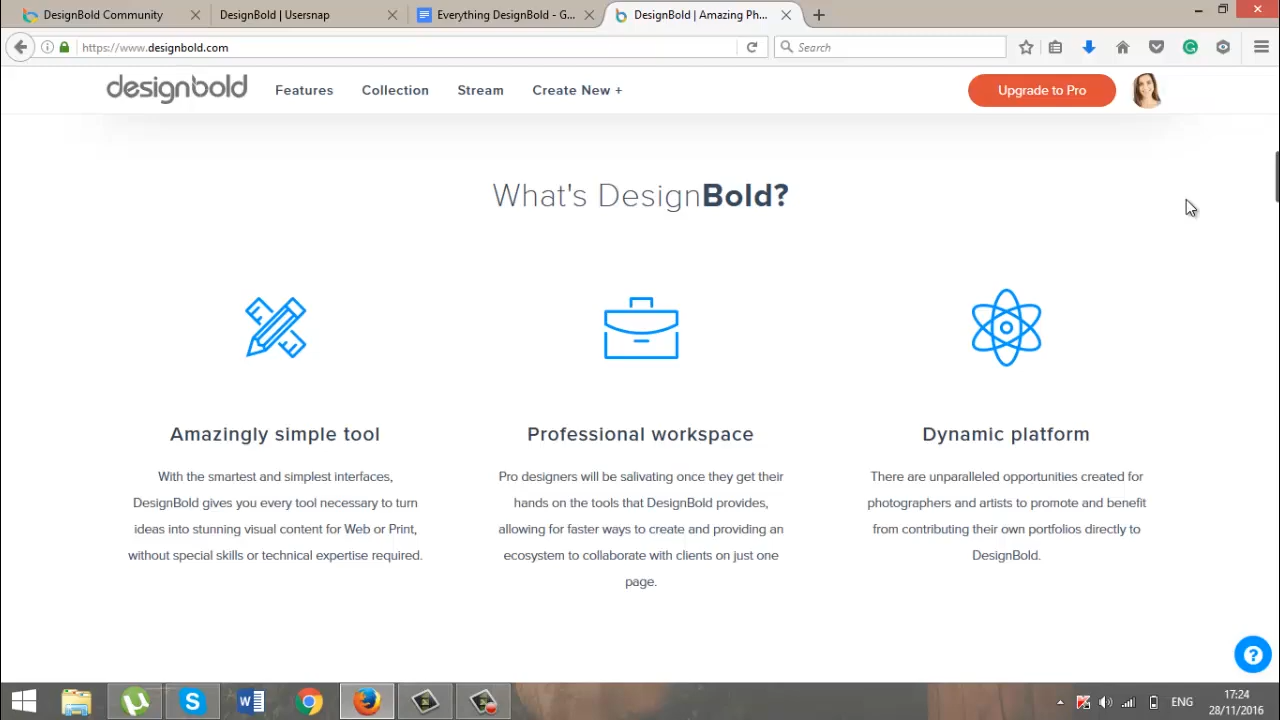 DesignBold Community
DesignBold | Usersnap
Everything DesignBold - G...
DesignBold | Amazing Ph...
https://www.designbold.com
Search
designbold
Features
Collection
Stream
Create New +
Upgrade to Pro
What's DesignBold?
Amazingly simple tool
With the smartest and simplest interfaces,
DesignBold gives you every tool necessary to turn
ideas into stunning visual content for Web or Print,
without special skills or technical expertise required.
Professional workspace
Pro designers will be salivating once they get their
hands on the tools that DesignBold provides,
allowing for faster ways to create and providing an
ecosystem to collaborate with clients on just one
page.
Dynamic platform
There are unparalleled opportunities created for
photographers and artists to promote and benefit
from contributing their own portfolios directly to
DesignBold.
ENG
17:24
28/11/2016